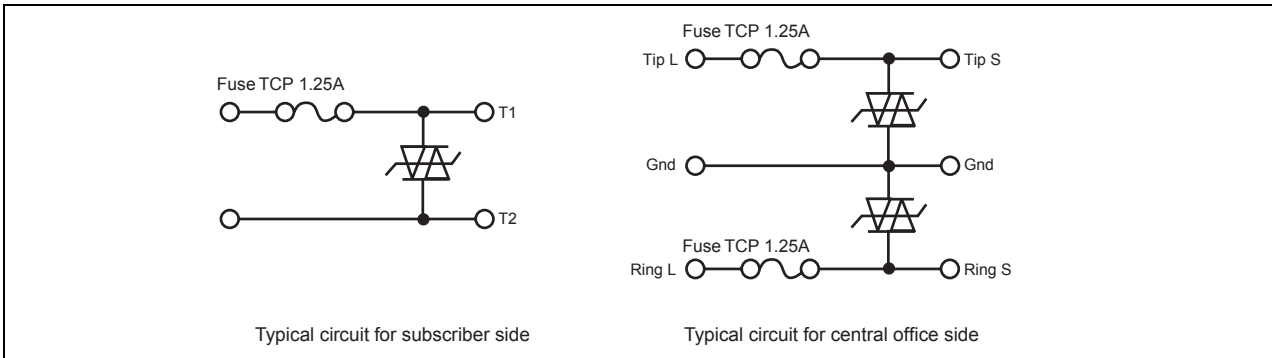 Fuse TCP 1.25A
T1
T2
Typical circuit for subscriber side
Fuse TCP 1.25A
Tip L
Tip S
Gnd
Gnd
Fuse TCP 1.25A
Ring L
Ring S
Typical circuit for central office side